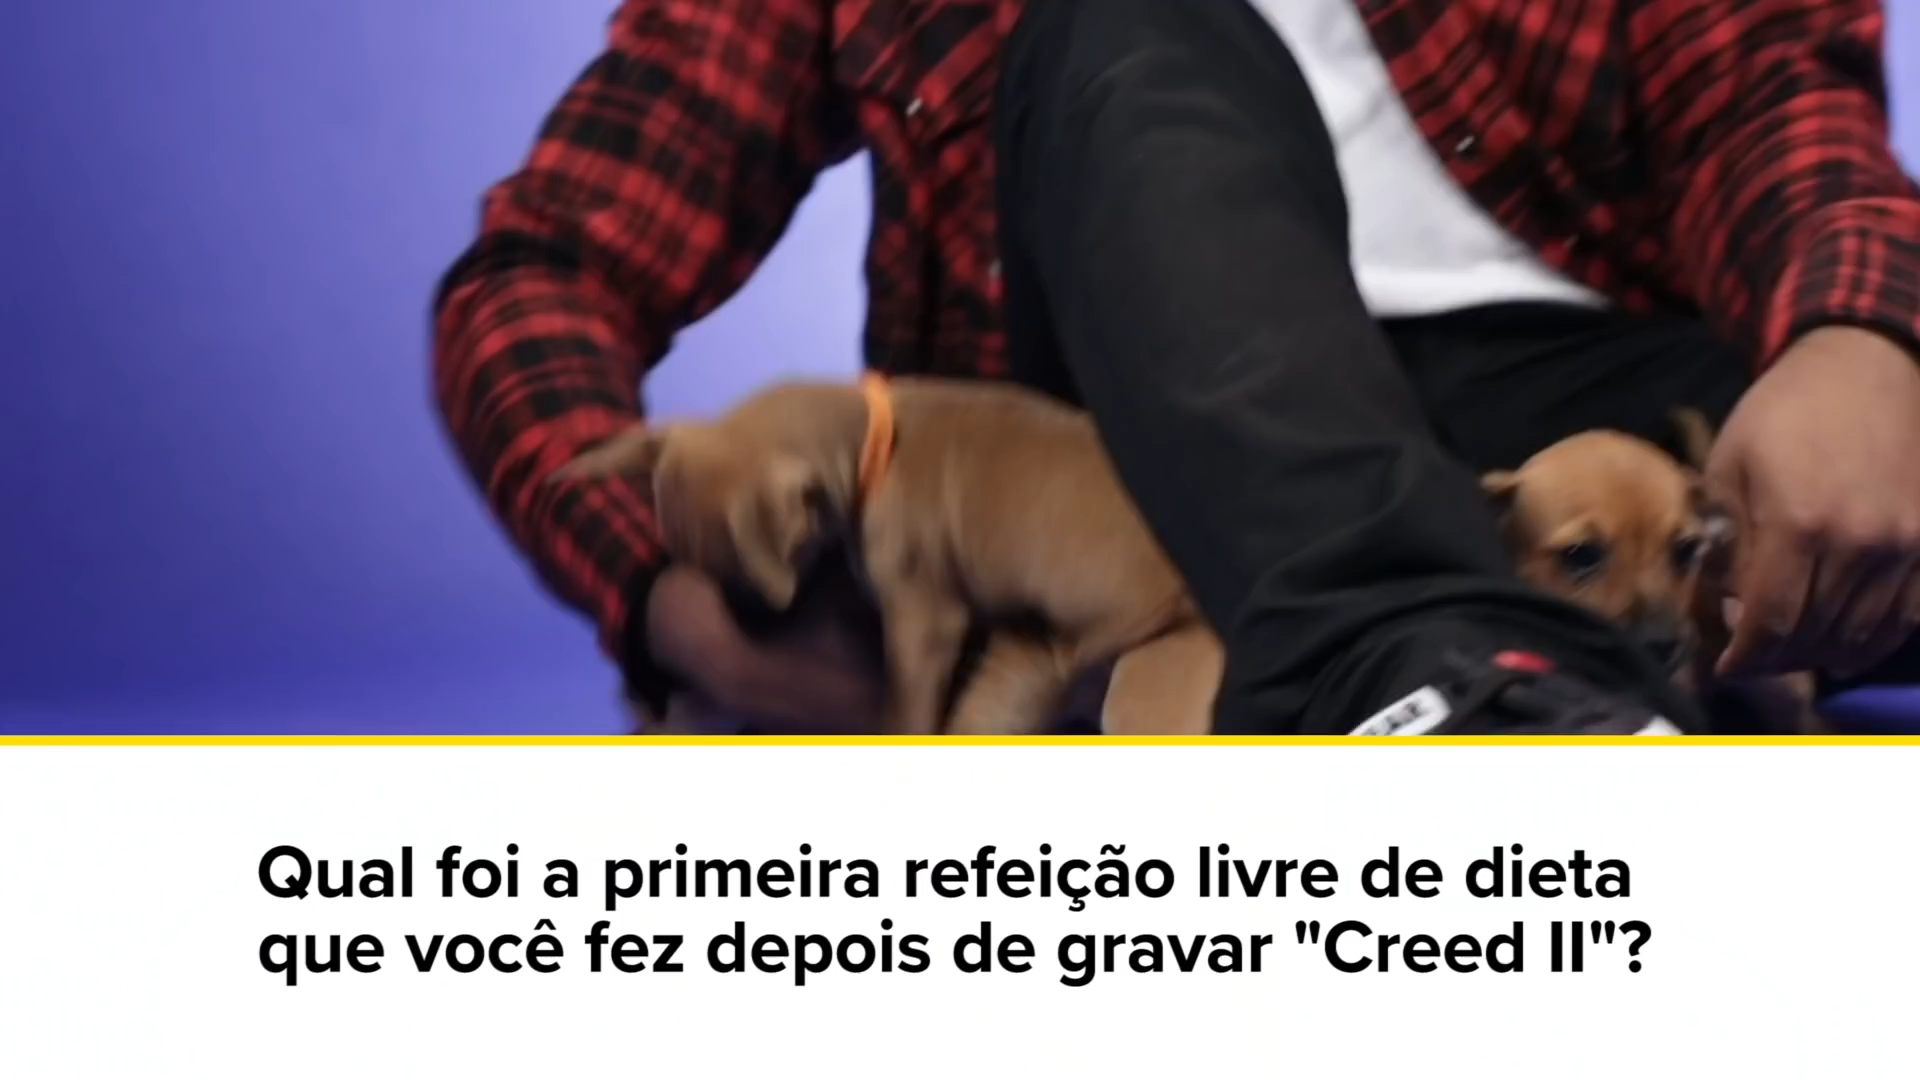 Qual foi a primeira refeição livre de dieta
que você fez depois de gravar "Creed II"?